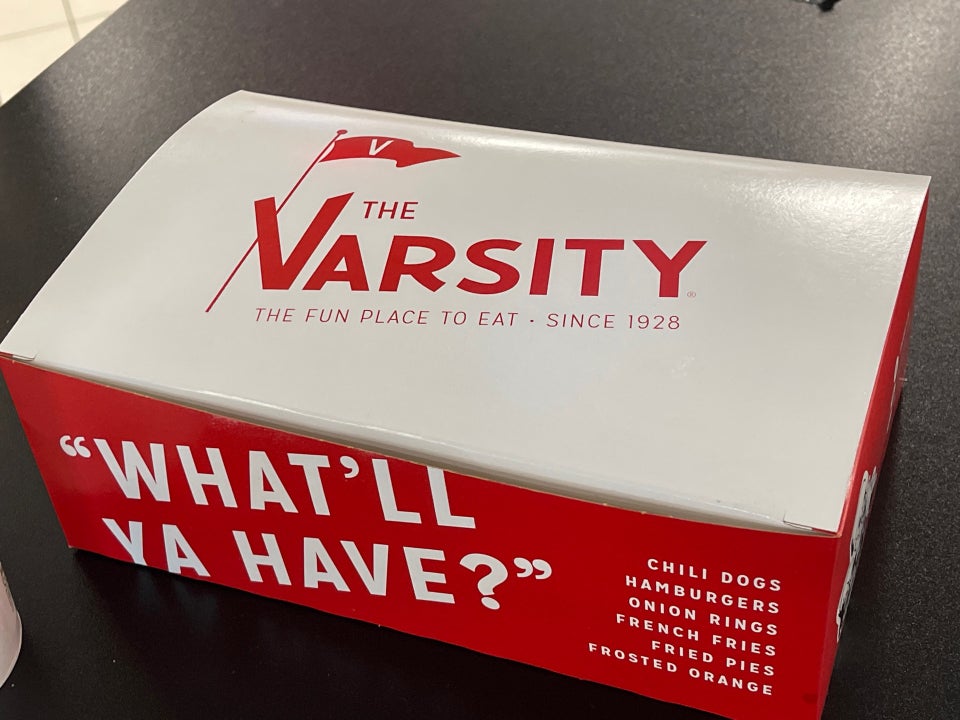 V
THE
VARSITY®
THE FUN PLACE TO EAT · SINCE 1928
“WHAT’LL
YA HAVE?”
CHILI DOGS
HAMBURGERS
ONION RINGS
FRENCH FRIES
FRIED PIES
FROSTED ORANGE